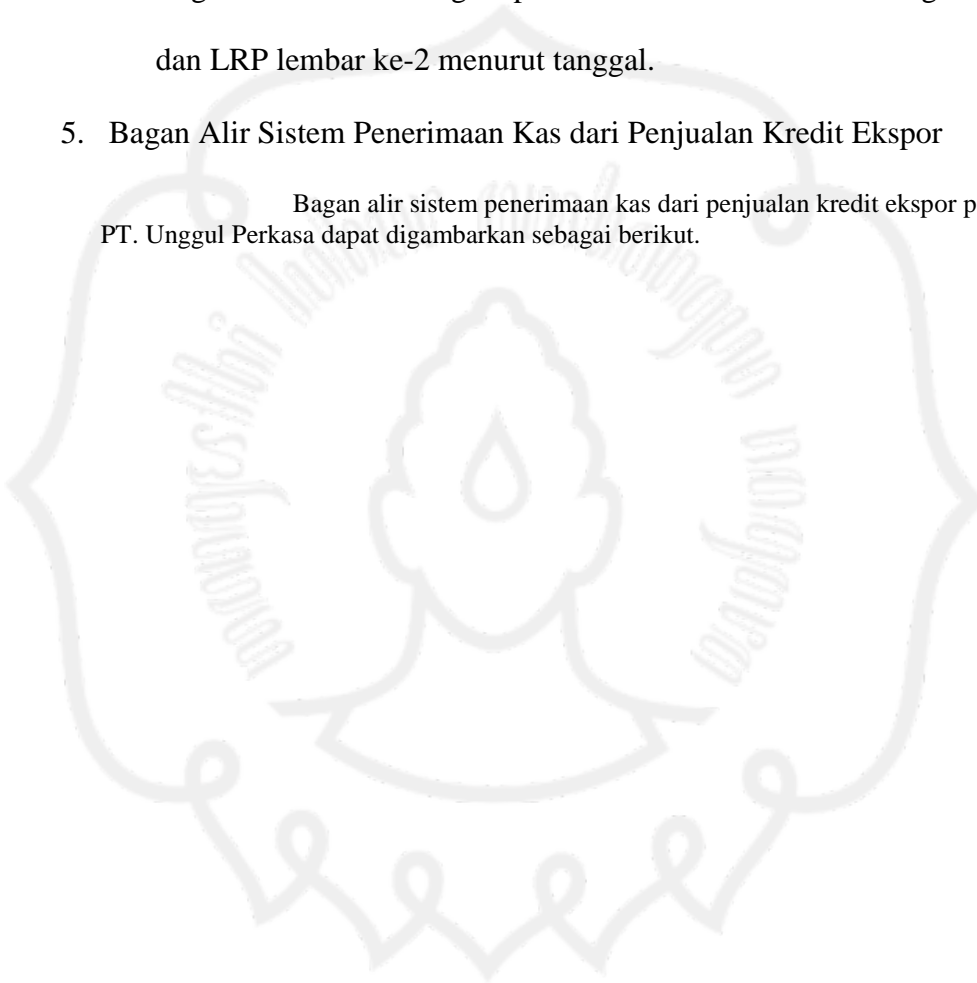 dan LRP lembar ke-2 menurut tanggal.
5. Bagan Alir Sistem Penerimaan Kas dari Penjualan Kredit Ekspor
Bagan alir sistem penerimaan kas dari penjualan kredit ekspor p
PT. Unggul Perkasa dapat digambarkan sebagai berikut.